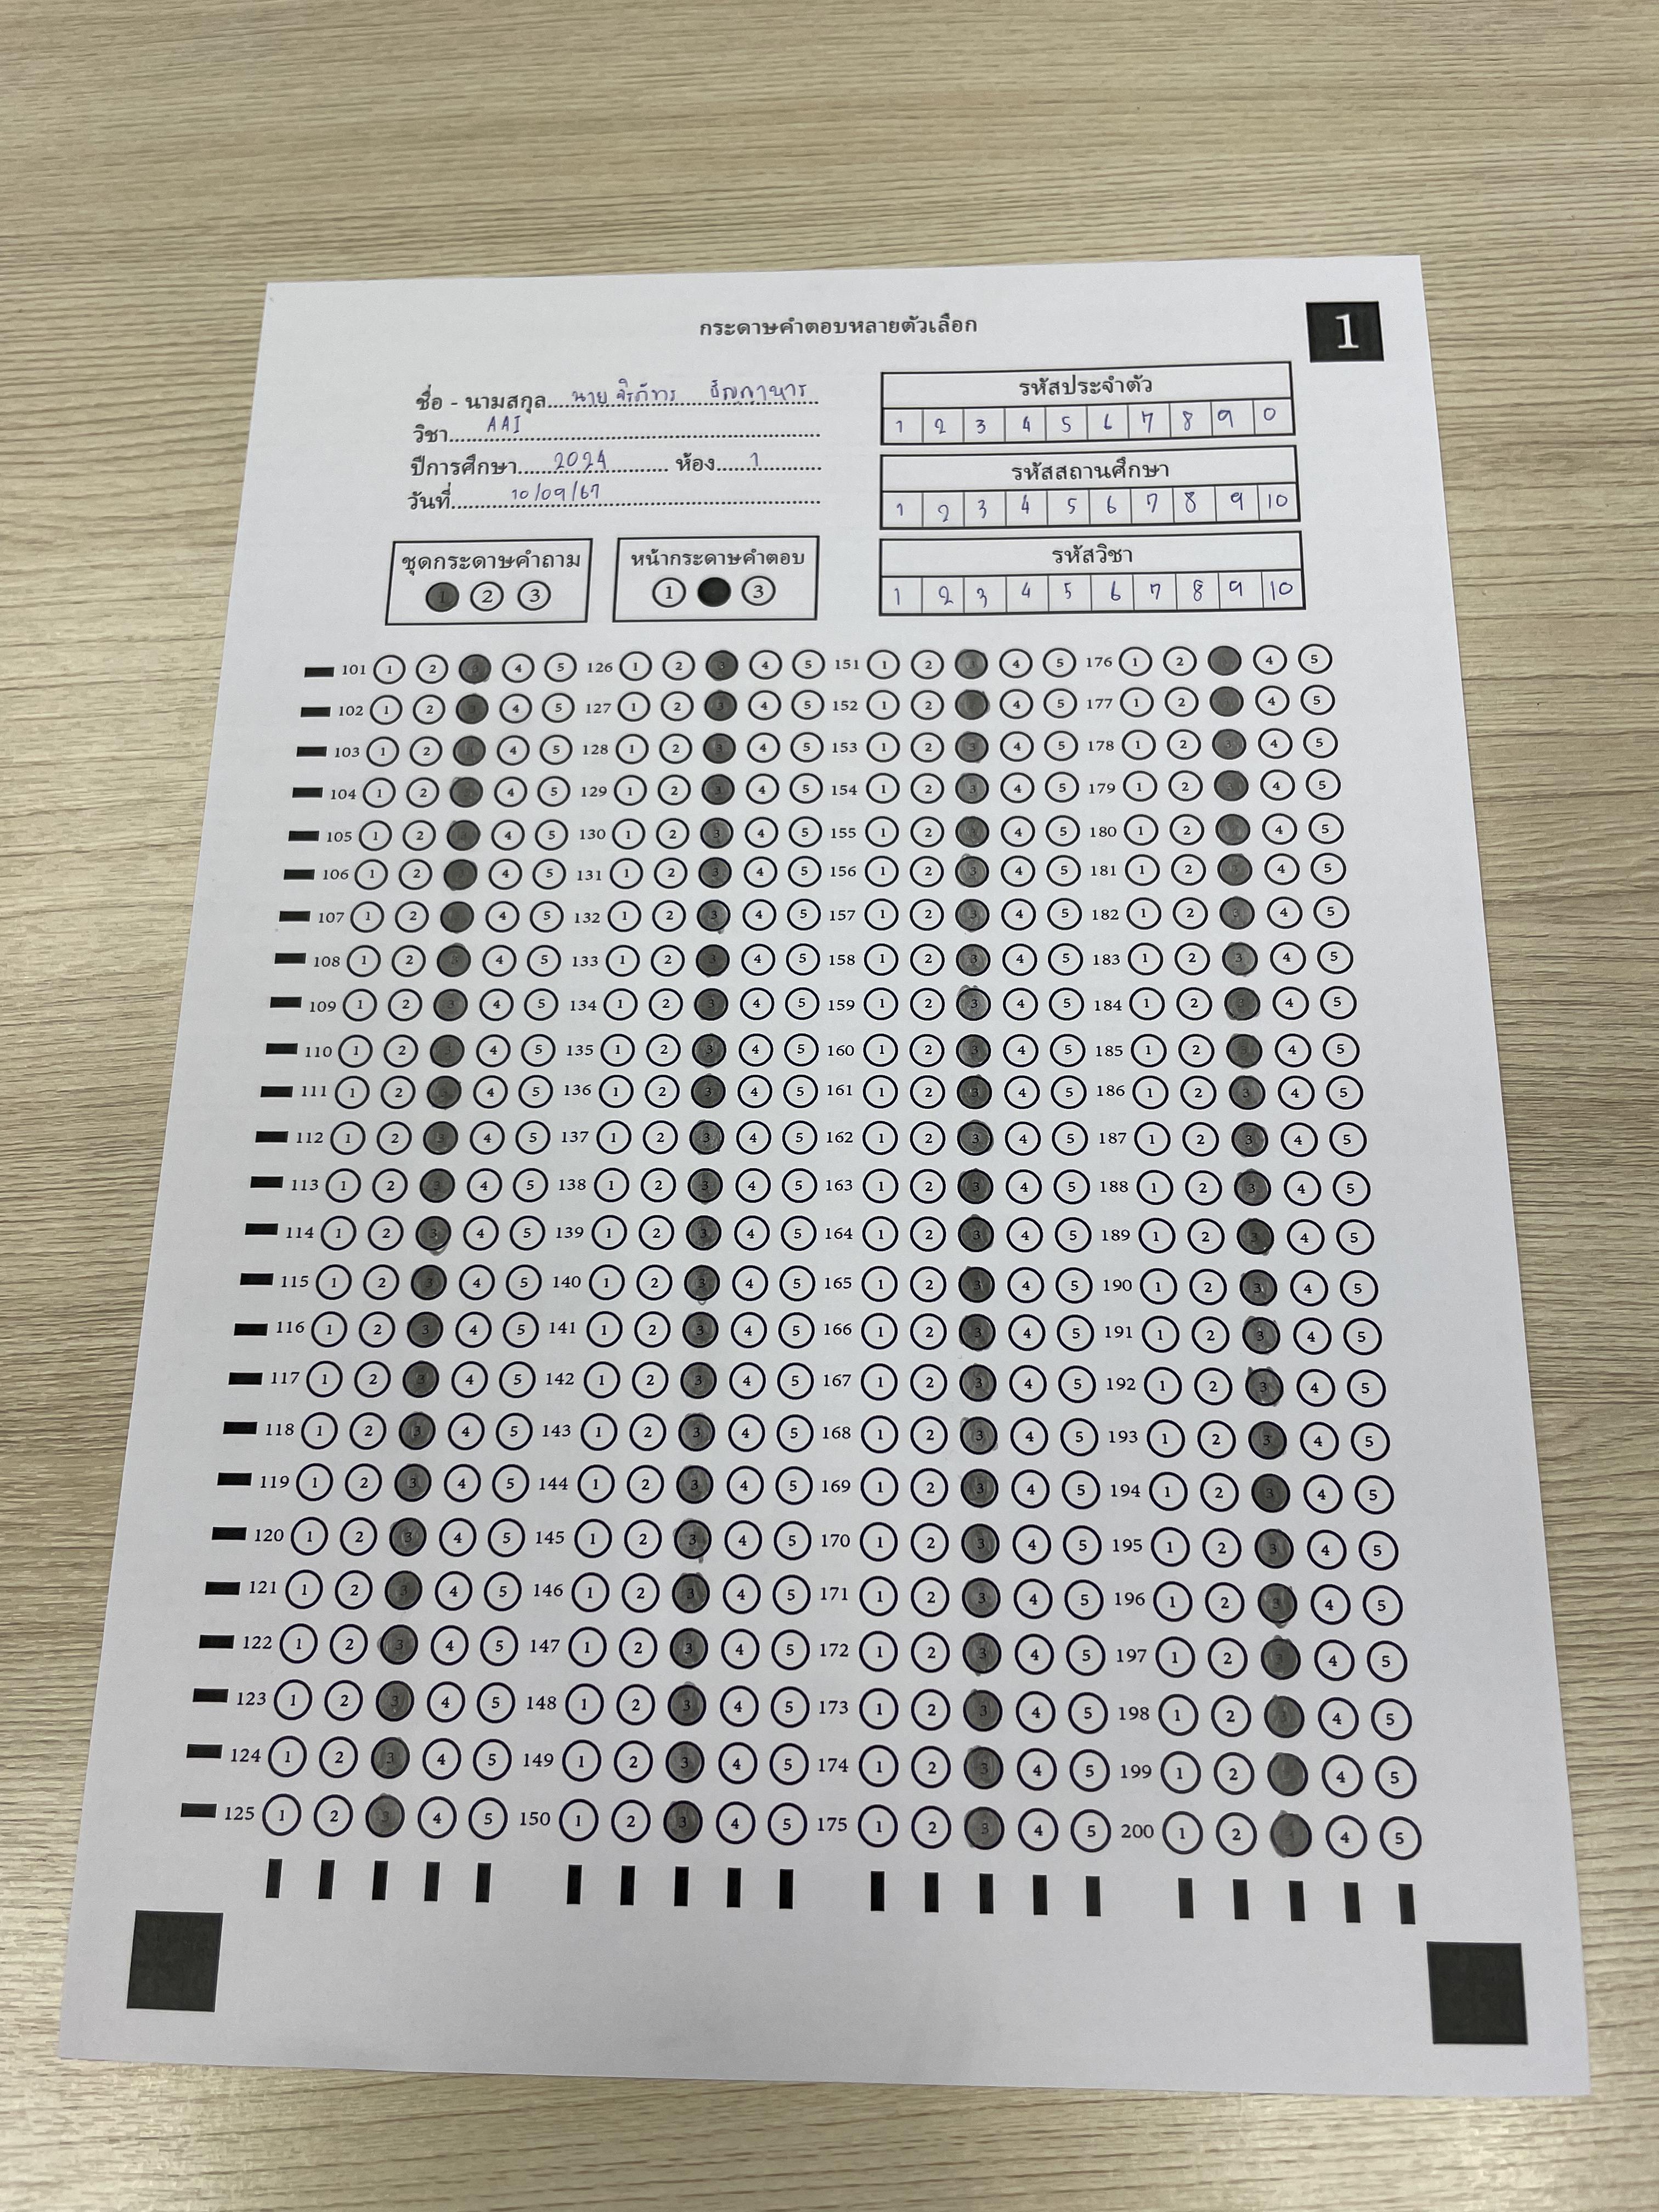 กระดาษคำตอบหลายตัวเลือก
1
ชื่อ - นามสกุล นาย
วิชา AAI
ปีการศึกษา 2024 ห้อง 1
วันที่ 10/09/67
รหัสประจำตัว
1 2 3 4 5 6 7 8 9 0
รหัสสถานศึกษา
1 2 3 4 5 6 7 8 9 10
รหัสวิชา
1 2 3 4 5 6 7 8 9 10
ชุดกระดาษคำถาม
1 2 3
หน้ากระดาษคำตอบ
1 3
101 1 2 3 4 5 126 1 2 3 4 5 151 1 2 3 4 5 176 1 2 4 5
102 1 2 3 4 5 127 1 2 3 4 5 152 1 2 4 5 177 1 2 4 5
103 1 2 3 4 5 128 1 2 3 4 5 153 1 2 3 4 5 178 1 2 3 4 5
104 1 2 4 5 129 1 2 3 4 5 154 1 2 3 4 5 179 1 2 3 4 5
105 1 2 3 4 5 130 1 2 3 4 5 155 1 2 3 4 5 180 1 2 4 5
106 1 2 4 5 131 1 2 3 4 5 156 1 2 3 4 5 181 1 2 3 4 5
107 1 2 4 5 132 1 2 3 4 5 157 1 2 3 4 5 182 1 2 3 4 5
108 1 2 3 4 5 133 1 2 3 4 5 158 1 2 3 4 5 183 1 2 3 4 5
109 1 2 3 4 5 134 1 2 3 4 5 159 1 2 3 4 5 184 1 2 3 4 5
110 1 2 3 4 5 135 1 2 3 4 5 160 1 2 3 4 5 185 1 2 3 4 5
111 1 2 3 4 5 136 1 2 3 4 5 161 1 2 3 4 5 186 1 2 3 4 5
112 1 2 3 4 5 137 1 2 3 4 5 162 1 2 3 4 5 187 1 2 3 4 5
113 1 2 3 4 5 138 1 2 3 4 5 163 1 2 3 4 5 188 1 2 3 4 5
114 1 2 3 4 5 139 1 2 3 4 5 164 1 2 3 4 5 189 1 2 3 4 5
115 1 2 3 4 5 140 1 2 3 4 5 165 1 2 3 4 5 190 1 2 3 4 5
116 1 2 3 4 5 141 1 2 3 4 5 166 1 2 3 4 5 191 1 2 3 4 5
117 1 2 3 4 5 142 1 2 3 4 5 167 1 2 3 4 5 192 1 2 3 4 5
118 1 2 3 4 5 143 1 2 3 4 5 168 1 2 3 4 5 193 1 2 3 4 5
119 1 2 3 4 5 144 1 2 3 4 5 169 1 2 3 4 5 194 1 2 3 4 5
120 1 2 3 4 5 145 1 2 3 4 5 170 1 2 3 4 5 195 1 2 3 4 5
121 1 2 3 4 5 146 1 2 3 4 5 171 1 2 3 4 5 196 1 2 3 4 5
122 1 2 3 4 5 147 1 2 3 4 5 172 1 2 3 4 5 197 1 2 3 4 5
123 1 2 3 4 5 148 1 2 3 4 5 173 1 2 3 4 5 198 1 2 3 4 5
124 1 2 3 4 5 149 1 2 3 4 5 174 1 2 3 4 5 199 1 2 4 5
125 1 2 3 4 5 150 1 2 3 4 5 175 1 2 3 4 5 200 1 2 3 4 5